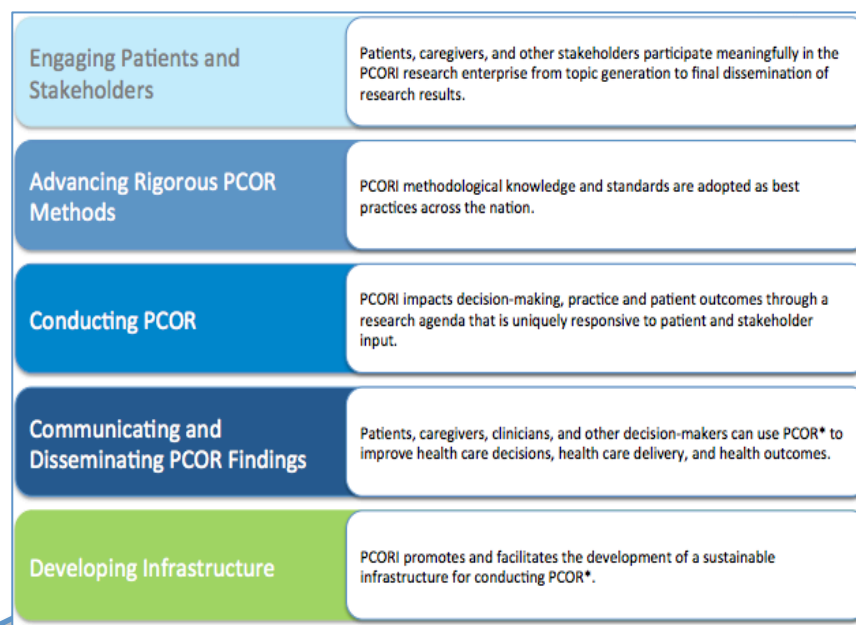 Engaging Patients and
Stakeholders
Patients, caregivers, and other stakeholders participate meaningfully in the
PCORI research enterprise from topic generation to final dissemination of
research results.
Advancing Rigorous PCOR
Methods
PCORI methodological knowledge and standards are adopted as best
practices across the nation.
Conducting PCOR
PCORI impacts decision-making, practice and patient outcomes through a
research agenda that is uniquely responsive to patient and stakeholder
input.
Communicating and
Disseminating PCOR Findings
Patients, caregivers, clinicians, and other decision-makers can use PCOR* to
improve health care decisions, health care delivery, and health outcomes.
Developing Infrastructure
PCORI promotes and facilitates the development of a sustainable
infrastructure for conducting PCOR*.